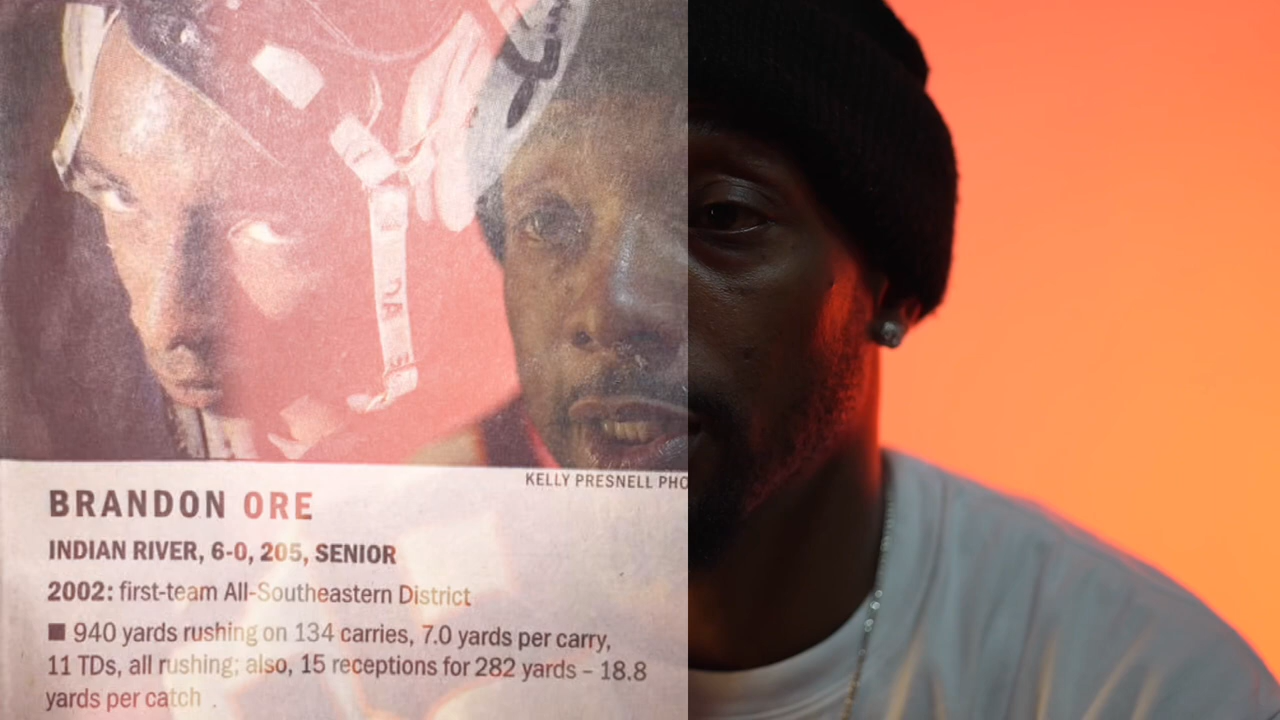 KELLY PRESNELL PHO
BRANDON ORE
INDIAN RIVER, 6-0, 205, SENIOR
2002: first-team All-Southeastern District
■ 940 yards rushing on 134 carries, 7.0 yards per carry,
11 TDs, all rushing; also, 15 receptions for 282 yards – 18.8
yards per catch